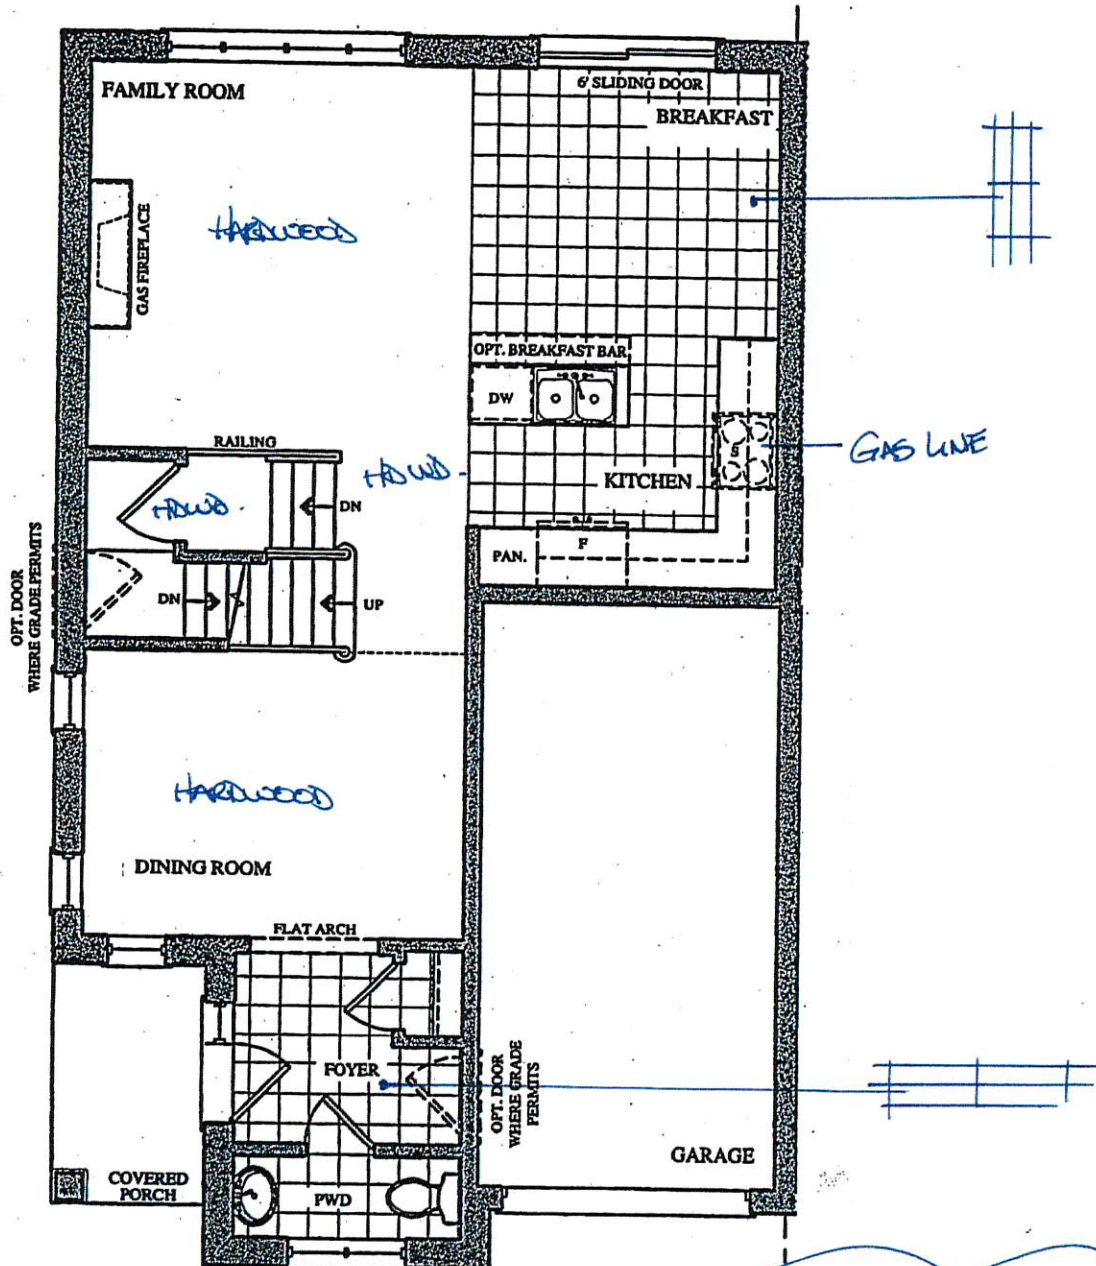 6' SLIDING DOOR
FAMILY ROOM
BREAKFAST
HARDWOOD
GAS FIREPLACE
OPT. BREAKFAST BAR
DW
RAILING
GAS LINE
S
HDWD.
KITCHEN
HDWD.
DN
F
PAN.
OPT. DOOR
WHERE GRADE PERMITS
DN
UP
HARDWOOD
DINING ROOM
FLAT ARCH
FOYER
OPT. DOOR
WHERE GRADE
PERMITS
GARAGE
COVERED
PORCH
PWD